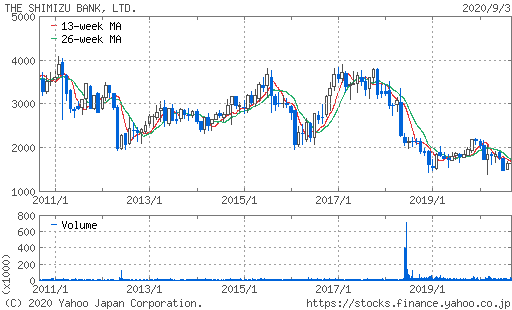 THE SHIMIZU BANK, LTD. 2020/9/3
5000
13-week MA
26-week MA
4000
3000
2000
1000
2011/1 2013/1 2015/1 2017/1 2019/1
800
Volume
600
400
200
0
(x1000)
2011/1 2013/1 2015/1 2017/1 2019/1
(C) 2020 Yahoo Japan Corporation. https://stocks.finance.yahoo.co.jp